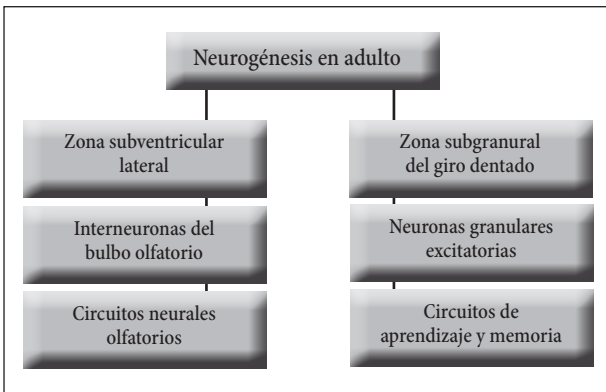 Neurogénesis en adulto
Zona subventricular
lateral
Interneuronas del
bulbo olfatorio
Circuitos neurales
olfatorios
Zona subgranural
del giro dentado
Neuronas granulares
excitatorias
Circuitos de
aprendizaje y memoria